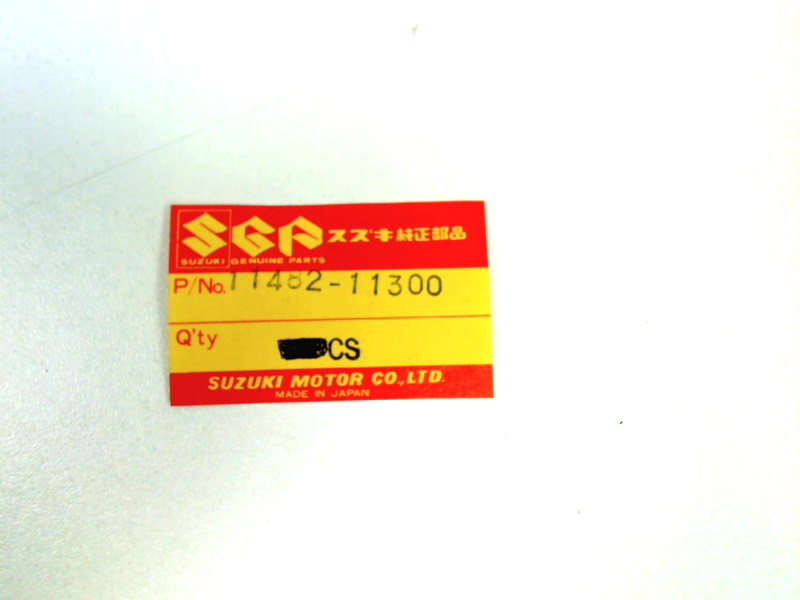 SGP スズキ純正部品
SUZUKI GENUINE PARTS
P/No. 11482-11300
Q'ty
CS
SUZUKI MOTOR CO., LTD.
MADE IN JAPAN